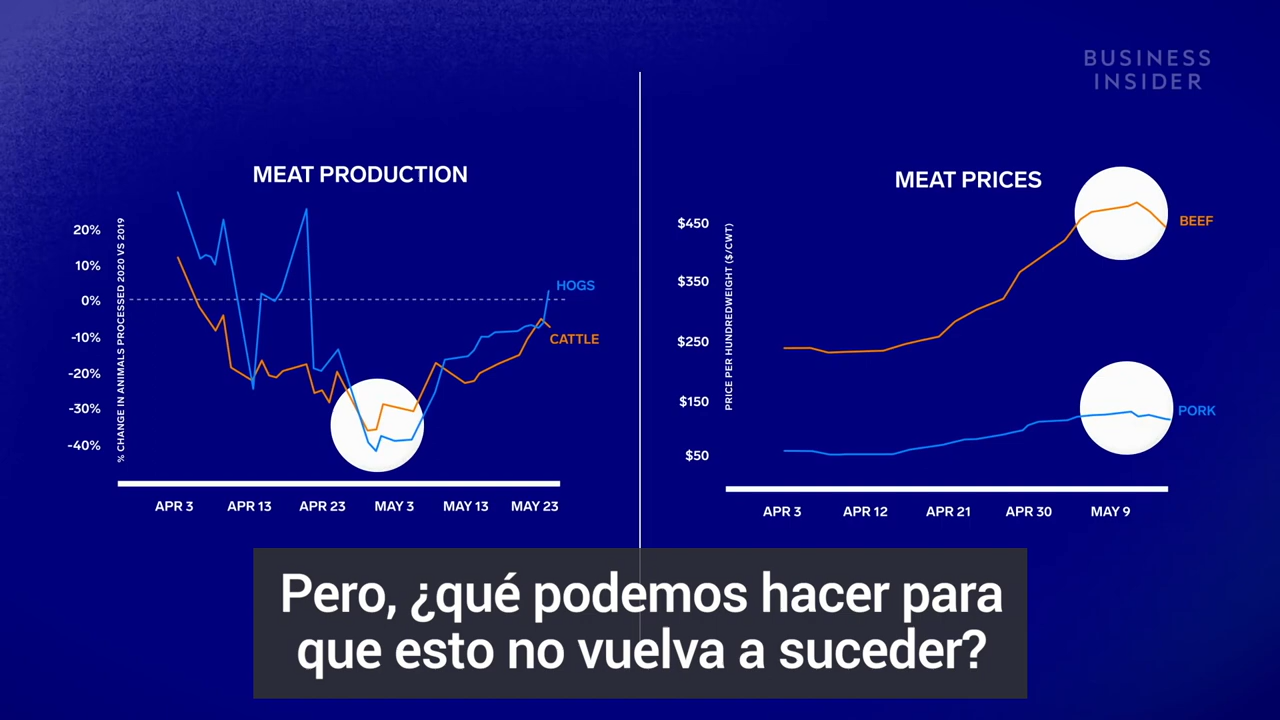 BUSINESS
INSIDER
MEAT PRODUCTION
% CHANGE IN ANIMALS PROCESSED 2020 VS 2019
20%
10%
0%
-10%
-20%
-30%
-40%
HOGS
CATTLE
APR 3
APR 13
APR 23
MAY 3
MAY 13
MAY 23
MEAT PRICES
PRICE PER HUNDREDWEIGHT ($/CWT)
$450
$350
$250
$150
$50
BEEF
PORK
APR 3
APR 12
APR 21
APR 30
MAY 9
Pero, ¿qué podemos hacer para
que esto no vuelva a suceder?